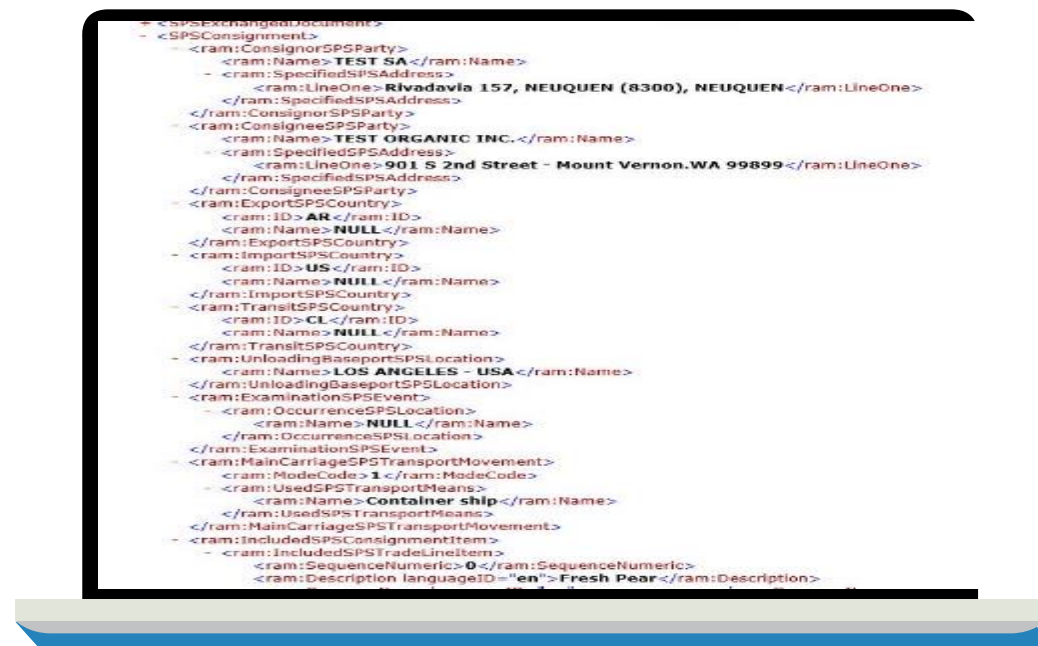 + <SPSExchangedDocument>
- <SPSConsignment>
- <ram:ConsignorSPSParty>
<ram:Name>TEST SA</ram:Name>
- <ram:SpecifiedSPSAddress>
<ram:LineOne>Rivadavia 157, NEUQUEN (8300), NEUQUEN</ram:LineOne>
</ram:SpecifiedSPSAddress>
</ram:ConsignorSPSParty>
- <ram:ConsigneeSPSParty>
<ram:Name>TEST ORGANIC INC.</ram:Name>
- <ram:SpecifiedSPSAddress>
<ram:LineOne>901 S 2nd Street - Mount Vernon.WA 99899</ram:LineOne>
</ram:SpecifiedSPSAddress>
</ram:ConsigneeSPSParty>
- <ram:ExportSPSCountry>
<ram:ID>AR</ram:ID>
<ram:Name>NULL</ram:Name>
</ram:ExportSPSCountry>
- <ram:ImportSPSCountry>
<ram:ID>US</ram:ID>
<ram:Name>NULL</ram:Name>
</ram:ImportSPSCountry>
- <ram:TransitSPSCountry>
<ram:ID>CL</ram:ID>
<ram:Name>NULL</ram:Name>
</ram:TransitSPSCountry>
- <ram:UnloadingBaseportSPSLocation>
<ram:Name>LOS ANGELES - USA</ram:Name>
</ram:UnloadingBaseportSPSLocation>
- <ram:ExaminationSPSEvent>
- <ram:OccurrenceSPSLocation>
<ram:Name>NULL</ram:Name>
</ram:OccurrenceSPSLocation>
</ram:ExaminationSPSEvent>
- <ram:MainCarriageSPSTransportMovement>
<ram:ModeCode>1</ram:ModeCode>
- <ram:UsedSPSTransportMeans>
<ram:Name>Container ship</ram:Name>
</ram:UsedSPSTransportMeans>
</ram:MainCarriageSPSTransportMovement>
- <ram:IncludedSPSConsignmentItem>
- <ram:IncludedSPSTradeLineItem>
<ram:SequenceNumeric>0</ram:SequenceNumeric>
<ram:Description languageID="en">Fresh Pear</ram:Description>